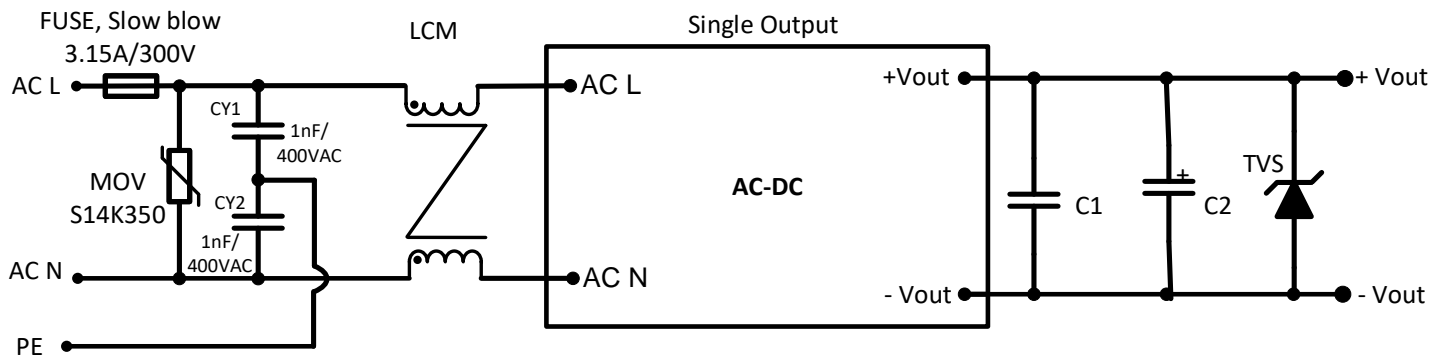 FUSE, Slow blow
3.15A/300V
LCM
Single Output
AC L
AC L
+Vout
+ Vout
CY1
1nF/
400VAC
MOV
S14K350
AC-DC
TVS
+
C1
C2
CY2
1nF/
400VAC
AC N
AC N
- Vout
- Vout
PE